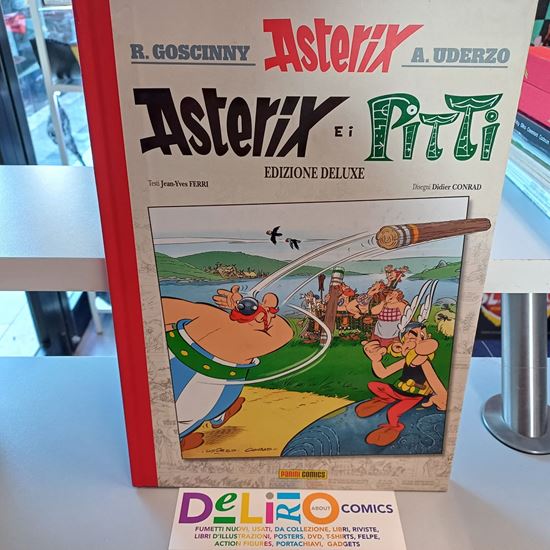 R. GOSCINNY Asterix A. UDERZO
Asterix E i Pitti
EDIZIONE DELUXE
Testi Jean-Yves FERRI Disegni Didier CONRAD
PANINI COMICS
DeLiRiO ABOUT COMICS
FUMETTI NUOVI, USATI, DA COLLEZIONE, LIBRI, RIVISTE,
LIBRI D'ILLUSTRAZIONI, POSTERS, DVD, T-SHIRTS, FELPE,
ACTION FIGURES, PORTACHIAVI, GADGETS